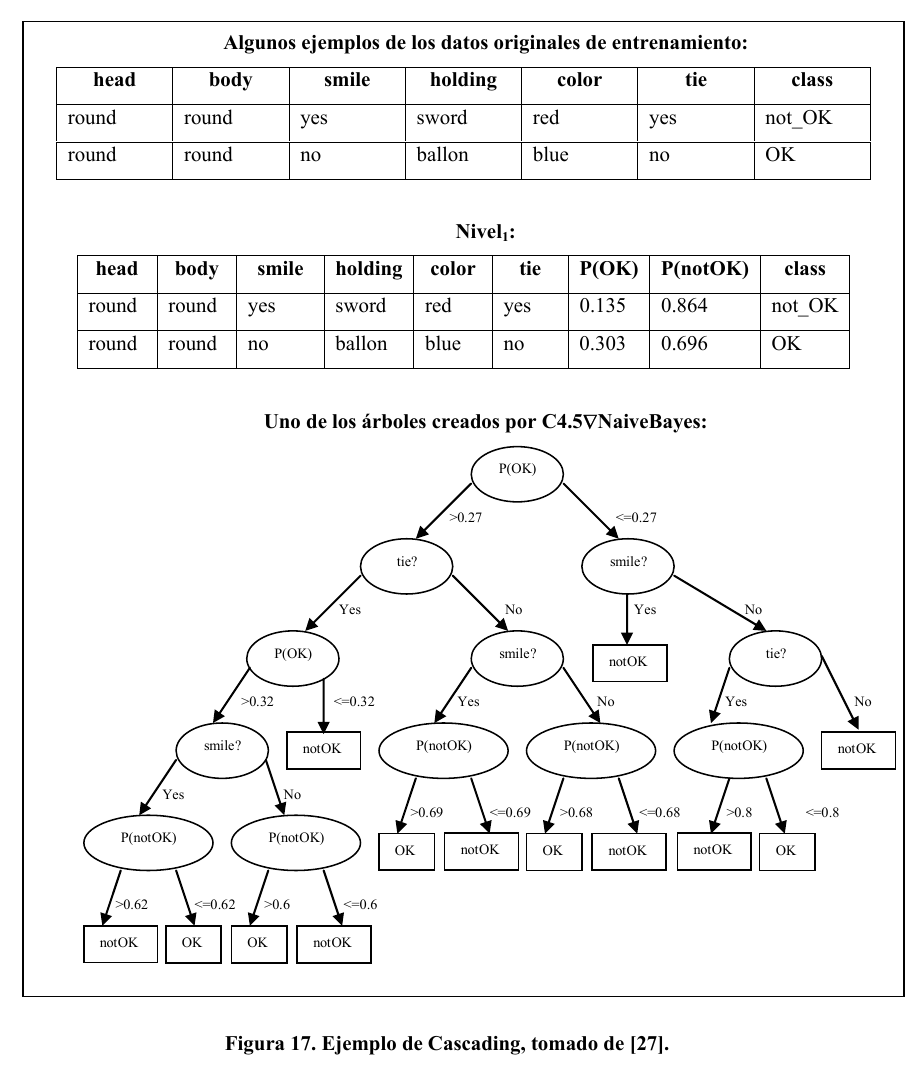 Algunos ejemplos de los datos originales de entrenamiento:
head body smile holding color tie class
round round yes sword red yes not_OK
round round no ballon blue no OK
Nivel₁:
head body smile holding color tie P(OK) P(notOK) class
round round yes sword red yes 0.135 0.864 not_OK
round round no ballon blue no 0.303 0.696 OK
Uno de los árboles creados por C4.5∇NaiveBayes:
P(OK)
>0.27 <=0.27
tie? smile?
Yes No Yes No
P(OK) smile? notOK tie?
>0.32 <=0.32 Yes No Yes No
smile? notOK P(notOK) P(notOK) P(notOK) notOK
Yes No >0.69 <=0.69 >0.68 <=0.68 >0.8 <=0.8
P(notOK) P(notOK) OK notOK OK notOK notOK OK
>0.62 <=0.62 >0.6 <=0.6
notOK OK OK notOK
Figura 17. Ejemplo de Cascading, tomado de [27].